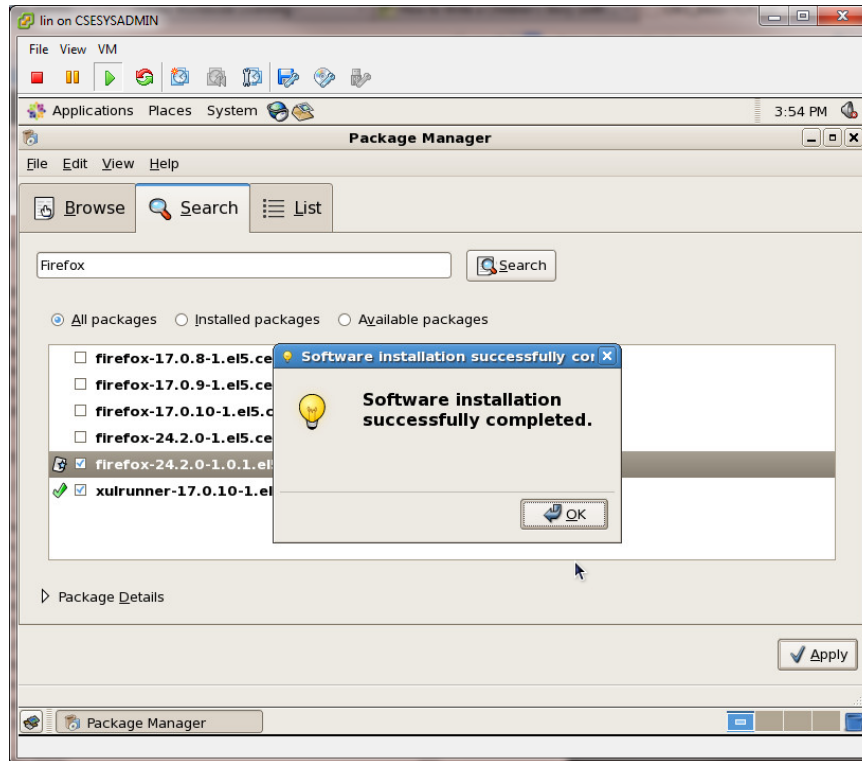 lin on CSESYSADMIN
File View VM
Applications Places System 3:54 PM
Package Manager
File Edit View Help
Browse Search List
Firefox Search
All packages Installed packages Available packages
firefox-17.0.8-1.el5.ce
firefox-17.0.9-1.el5.ce
firefox-17.0.10-1.el5.c
firefox-24.2.0-1.el5.ce
firefox-24.2.0-1.0.1.el
xulrunner-17.0.10-1.el
Software installation successfully cor
Software installation
successfully completed.
OK
Package Details
Apply
Package Manager